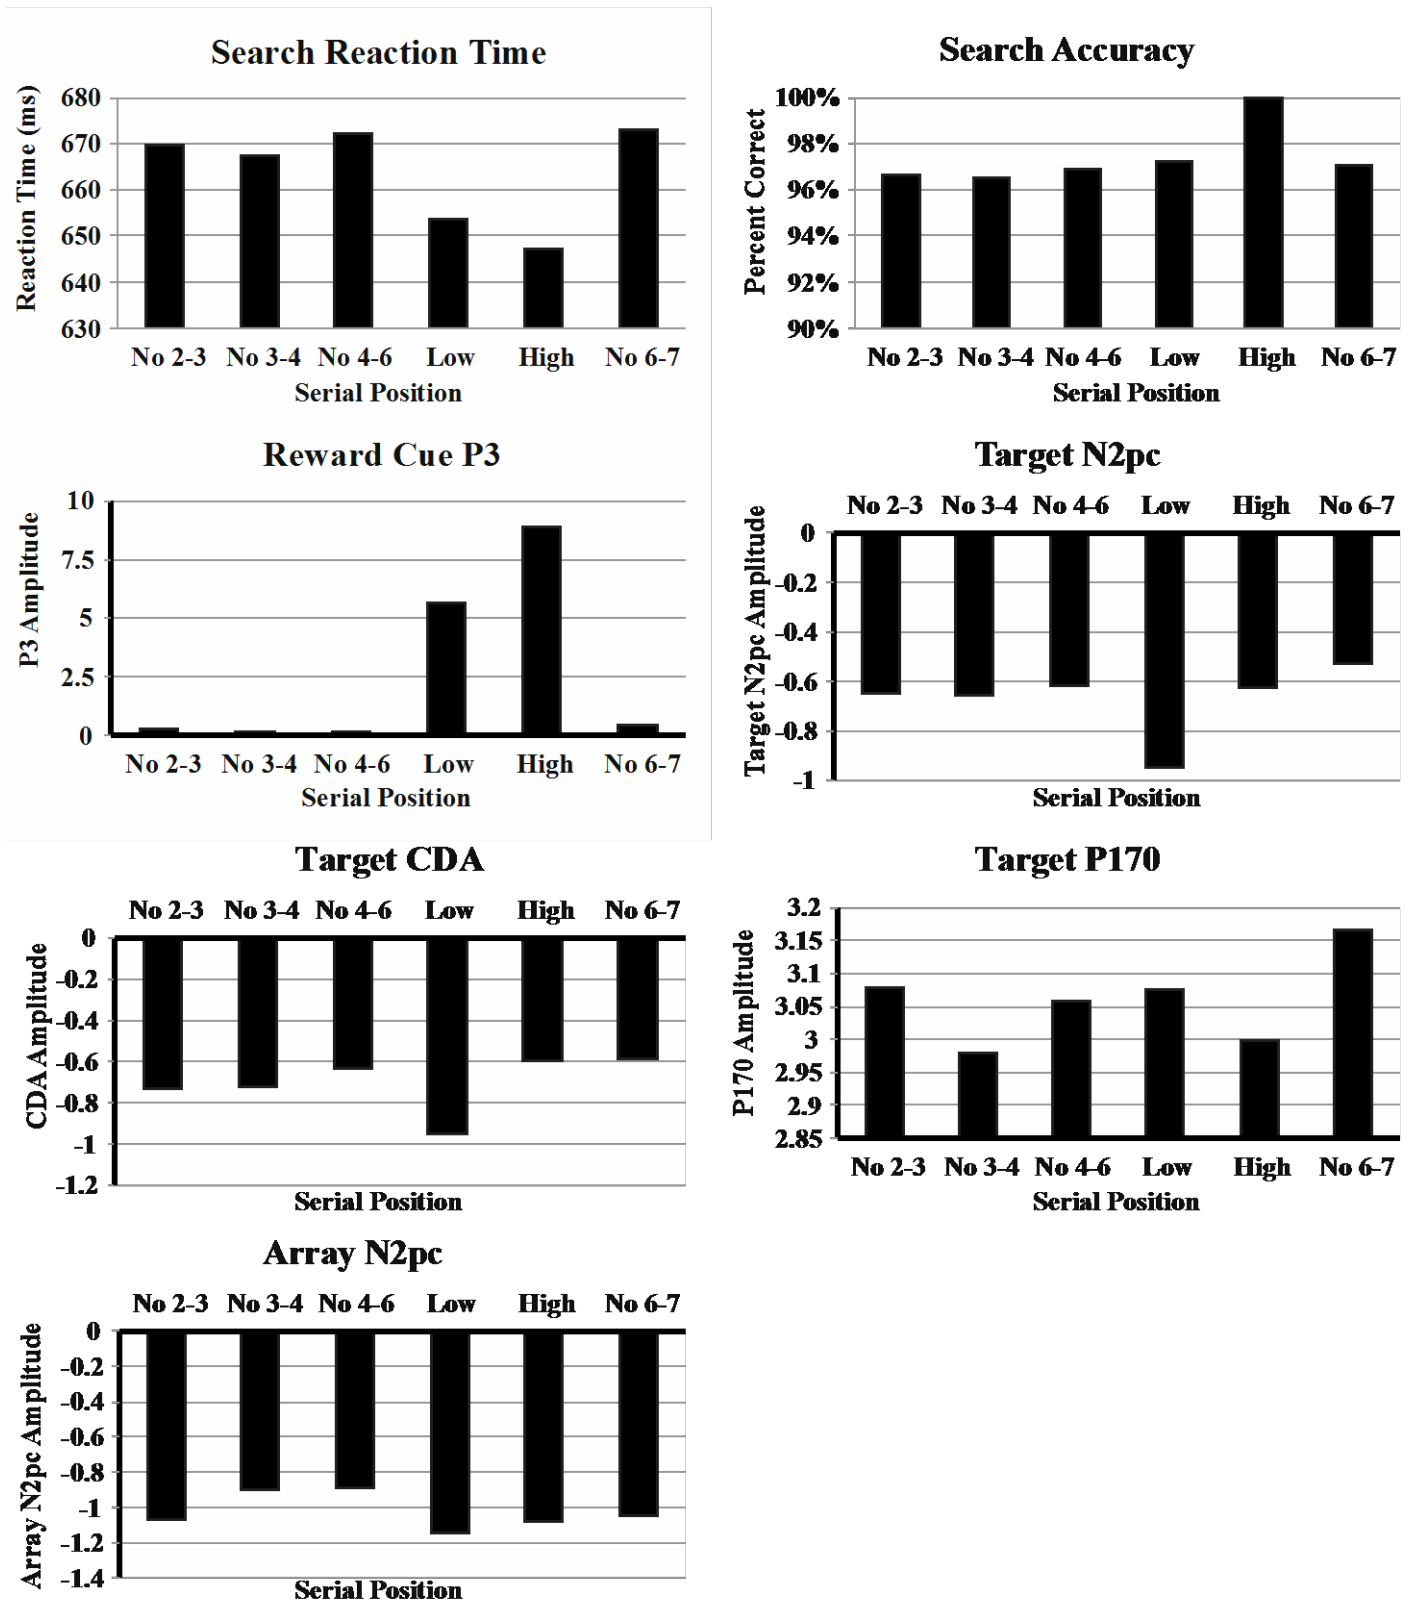 Search Reaction Time
Reaction Time (ms)
680
670
660
650
640
630
No 2-3 No 3-4 No 4-6 Low High No 6-7
Serial Position
Search Accuracy
Percent Correct
100%
98%
96%
94%
92%
90%
No 2-3 No 3-4 No 4-6 Low High No 6-7
Serial Position
Reward Cue P3
P3 Amplitude
10
7.5
5
2.5
0
No 2-3 No 3-4 No 4-6 Low High No 6-7
Serial Position
Target N2pc
No 2-3 No 3-4 No 4-6 Low High No 6-7
Target N2pc Amplitude
0
-0.2
-0.4
-0.6
-0.8
-1
Serial Position
Target CDA
No 2-3 No 3-4 No 4-6 Low High No 6-7
CDA Amplitude
0
-0.2
-0.4
-0.6
-0.8
-1
-1.2
Serial Position
Target P170
P170 Amplitude
3.2
3.15
3.1
3.05
3
2.95
2.9
2.85
No 2-3 No 3-4 No 4-6 Low High No 6-7
Serial Position
Array N2pc
No 2-3 No 3-4 No 4-6 Low High No 6-7
Array N2pc Amplitude
0
-0.2
-0.4
-0.6
-0.8
-1
-1.2
-1.4
Serial Position